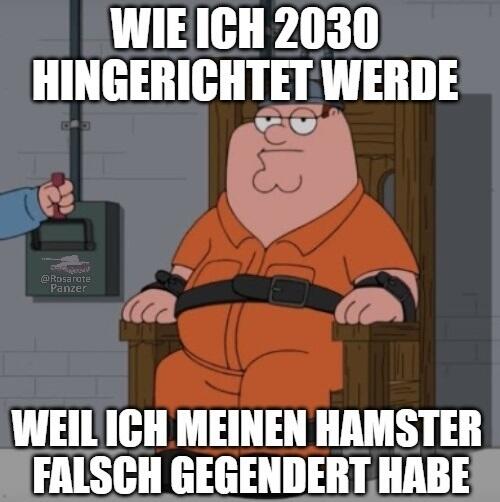 WIE ICH 2030
HINGERICHTET WERDE
@Rosarote
Panzer
WEIL ICH MEINEN HAMSTER
FALSCH GEGENDERT HABE